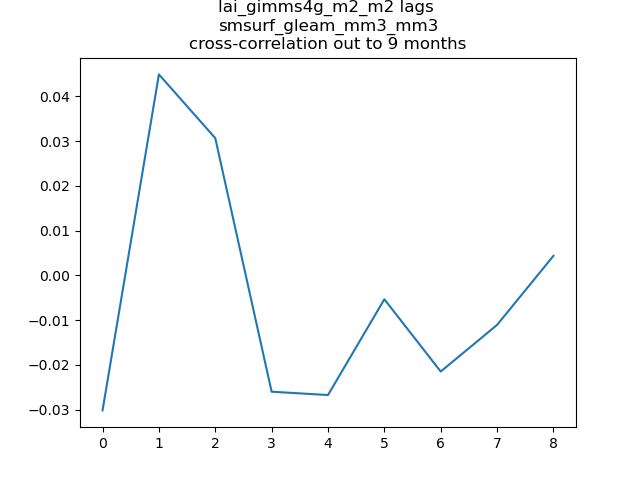 lai_gimms4g_m2_m2 lags
smsurf_gleam_mm3_mm3
cross-correlation out to 9 months
0.04
0.03
0.02
0.01
0.00
−0.01
−0.02
−0.03
0 1 2 3 4 5 6 7 8